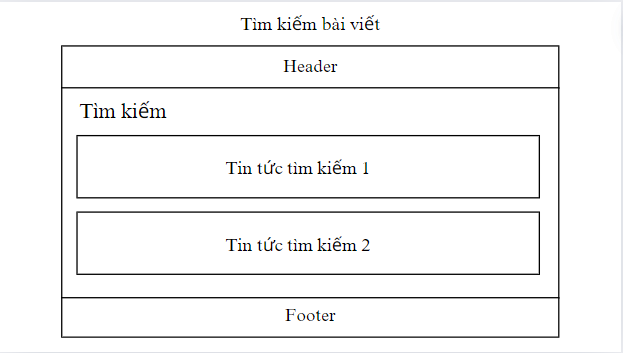 Tìm kiếm bài viết
Header
Tìm kiếm
Tin tức tìm kiếm 1
Tin tức tìm kiếm 2
Footer